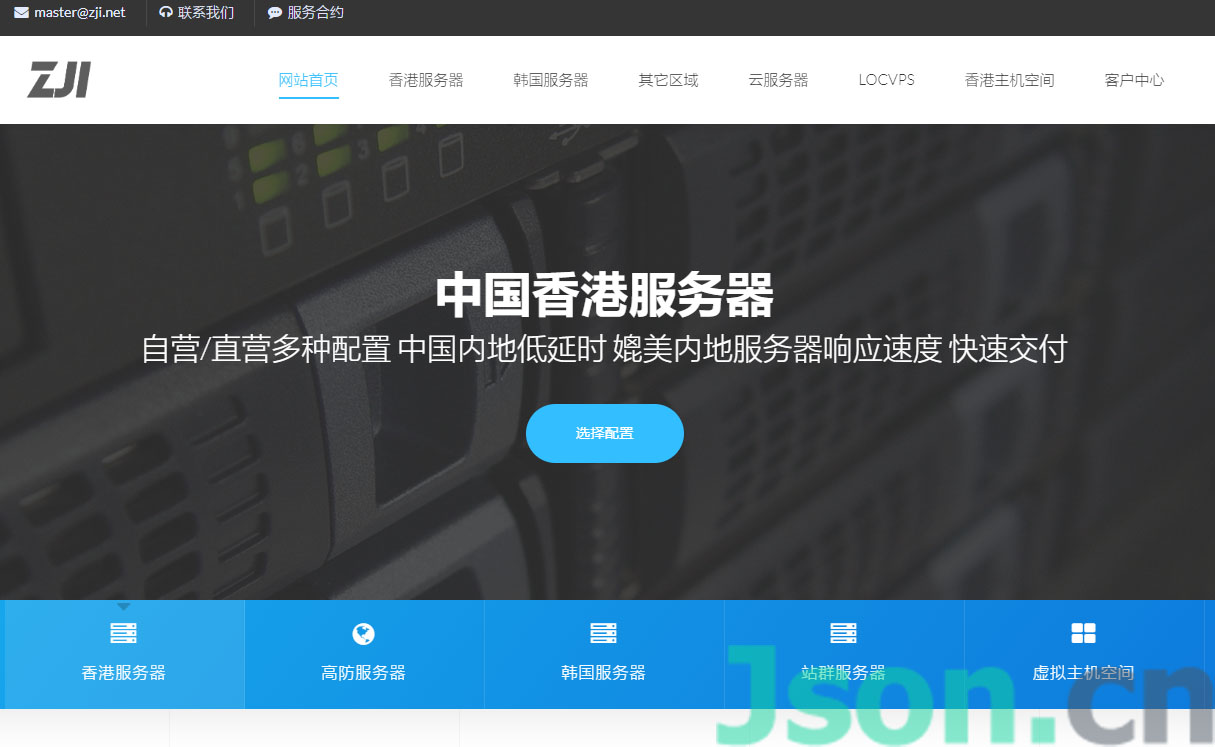 master@zji.net 联系我们 服务合约
ZJI 网站首页 香港服务器 韩国服务器 其它区域 云服务器 LOCVPS 香港主机空间 客户中心
中国香港服务器
自营/直营多种配置 中国内地低延时 媲美内地服务器响应速度 快速交付
选择配置
香港服务器 高防服务器 韩国服务器 站群服务器 虚拟主机空间
Json.cn